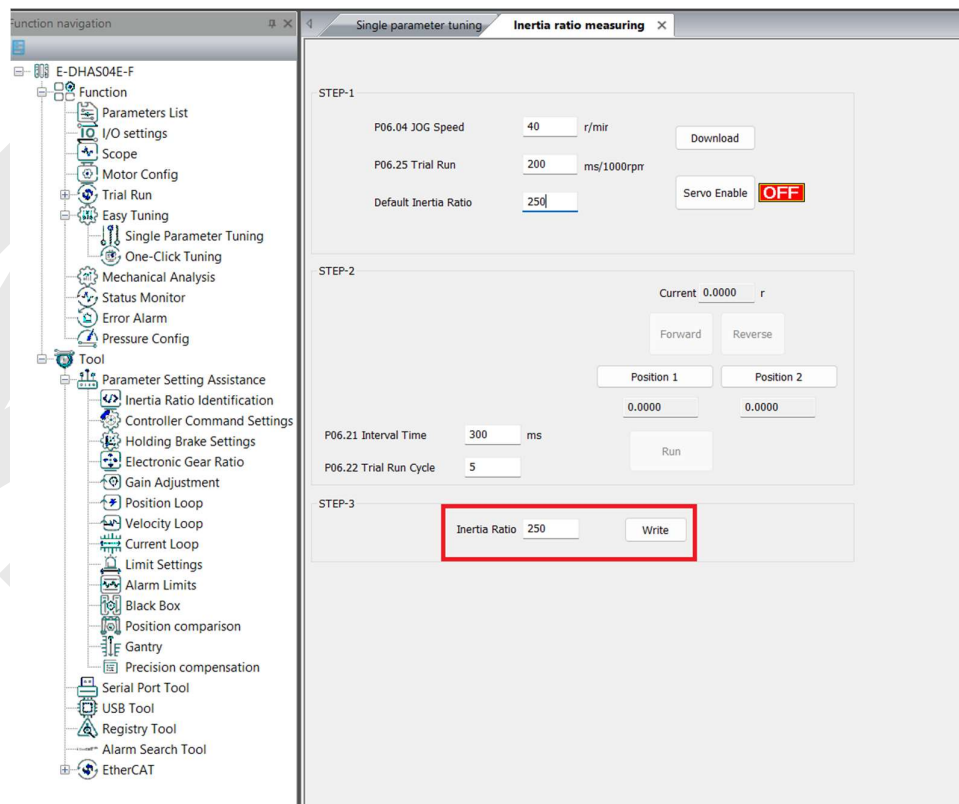 Function navigation
E-DHAS04E-F
Function
Parameters List
I/O settings
Scope
Motor Config
Trial Run
Easy Tuning
Single Parameter Tuning
One-Click Tuning
Mechanical Analysis
Status Monitor
Error Alarm
Pressure Config
Tool
Parameter Setting Assistance
Inertia Ratio Identification
Controller Command Settings
Holding Brake Settings
Electronic Gear Ratio
Gain Adjustment
Position Loop
Velocity Loop
Current Loop
Limit Settings
Alarm Limits
Black Box
Position comparison
Gantry
Precision compensation
Serial Port Tool
USB Tool
Registry Tool
Alarm Search Tool
EtherCAT
Single parameter tuning Inertia ratio measuring
STEP-1
P06.04 JOG Speed 40 r/mir
Download
P06.25 Trial Run 200 ms/1000rpm
Servo Enable OFF
Default Inertia Ratio 250
STEP-2
Current 0.0000 r
Forward Reverse
Position 1 Position 2
0.0000 0.0000
P06.21 Interval Time 300 ms
Run
P06.22 Trial Run Cycle 5
STEP-3
Inertia Ratio 250 Write